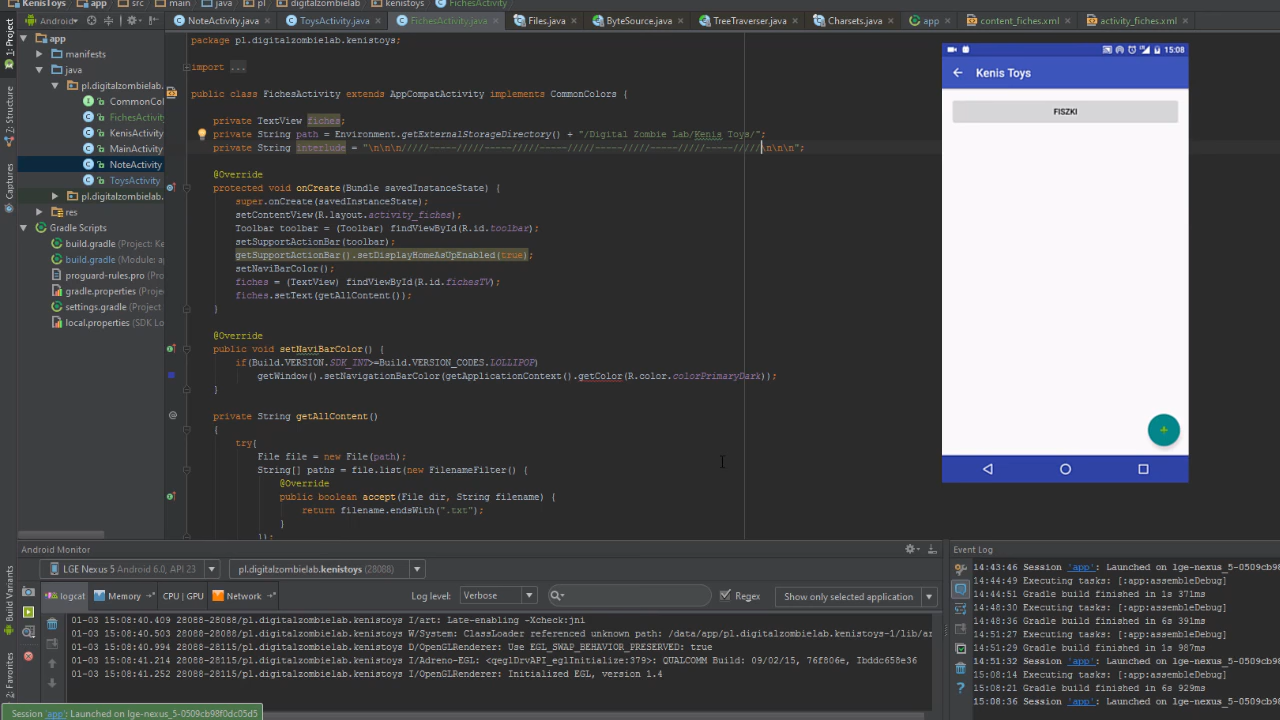 KenisToys
app
src
main
java
pl
digitalzombielab
kenistoys
FichesActivity
Android
NoteActivity.java
ToysActivity.java
FichesActivity.java
Files.java
ByteSource.java
TreeTraverser.java
Charsets.java
app
content_fiches.xml
activity_fiches.xml
1: Project
Z: Structure
Captures
Build Variants
Favorites
app
manifests
java
pl.digitalzombielab.
CommonCol
FichesActivity
KenisActivity
MainActivity
NoteActivity
ToysActivity
pl.digitalzombielab.
res
Gradle Scripts
build.gradle (Project: Ke
build.gradle (Module: a
proguard-rules.pro
gradle.properties
settings.gradle (Project
local.properties (SDK Lo
package pl.digitalzombielab.kenistoys;
import ...
public class FichesActivity extends AppCompatActivity implements CommonColors {
private TextView fiches;
private String path = Environment.getExternalStorageDirectory() + "/Digital Zombie Lab/Kenis Toys/";
private String interlude = "\n\n\n/////-----/////-----/////-----/////-----/////-----/////-----/////\n\n\n";
@Override
protected void onCreate(Bundle savedInstanceState) {
super.onCreate(savedInstanceState);
setContentView(R.layout.activity_fiches);
Toolbar toolbar = (Toolbar) findViewById(R.id.toolbar);
setSupportActionBar(toolbar);
getSupportActionBar().setDisplayHomeAsUpEnabled(true);
setNaviBarColor();
fiches = (TextView) findViewById(R.id.fichesTV);
fiches.setText(getAllContent());
}
@Override
public void setNaviBarColor() {
if(Build.VERSION.SDK_INT>=Build.VERSION_CODES.LOLLIPOP)
getWindow().setNavigationBarColor(getApplicationContext().getColor(R.color.colorPrimaryDark));
}
private String getAllContent()
{
try{
File file = new File(path);
String[] paths = file.list(new FilenameFilter() {
@Override
public boolean accept(File dir, String filename) {
return filename.endsWith(".txt");
}
});
15:08
Kenis Toys
FISZKI
+
Android Monitor
LGE Nexus 5 Android 6.0, API 23
pl.digitalzombielab.kenistoys (28088)
logcat
Memory
CPU | GPU
Network
Log level:
Verbose
Regex
Show only selected application
01-03 15:08:40.409 28088-28088/pl.digitalzombielab.kenistoys I/art: Late-enabling -Xcheck:jni
01-03 15:08:40.633 28088-28088/pl.digitalzombielab.kenistoys W/System: ClassLoader referenced unknown path: /data/app/pl.digitalzombielab.kenistoys-1/lib/ar
01-03 15:08:40.794 28088-28115/pl.digitalzombielab.kenistoys D/OpenGLRenderer: Use EGL_SWAP_BEHAVIOR_PRESERVED: true
01-03 15:08:41.214 28088-28115/pl.digitalzombielab.kenistoys I/Adreno-EGL: <qeglDrvAPI_eglInitialize:379>: QUALCOMM Build: 09/02/15, 76f806e, Ibddc658e36
01-03 15:08:41.252 28088-28115/pl.digitalzombielab.kenistoys I/OpenGLRenderer: Initialized EGL, version 1.4
Event Log
14:43:46 Session 'app': Launched on lge-nexus_5-0509cb98
14:44:49 Executing tasks: [:app:assembleDebug]
14:44:51 Gradle build finished in 1s 371ms
14:48:36 Gradle build finished in 6s 391ms
14:51:27 Executing tasks: [:app:assembleDebug]
14:51:29 Gradle build finished in 1s 987ms
14:51:32 Session 'app': Launched on lge-nexus_5-0509cb98
15:08:14 Executing tasks: [:app:assembleDebug]
15:08:21 Gradle build finished in 6s 929ms
15:08:36 Session 'app': Launched on lge-nexus_5-0509cb98
Session 'app': Launched on lge-nexus_5-0509cb98f0dc05d5